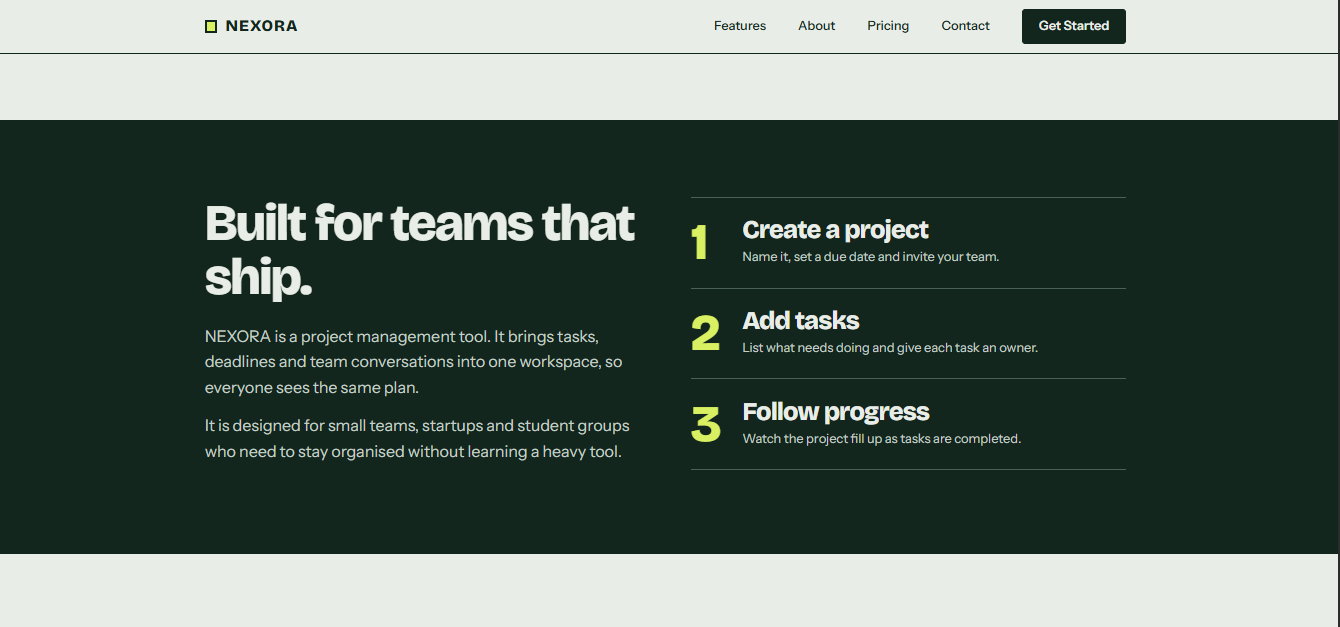 NEXORA
Features
About
Pricing
Contact
Get Started
Built for teams that
ship.
NEXORA is a project management tool. It brings tasks,
deadlines and team conversations into one workspace, so
everyone sees the same plan.
It is designed for small teams, startups and student groups
who need to stay organised without learning a heavy tool.
1
Create a project
Name it, set a due date and invite your team.
2
Add tasks
List what needs doing and give each task an owner.
3
Follow progress
Watch the project fill up as tasks are completed.